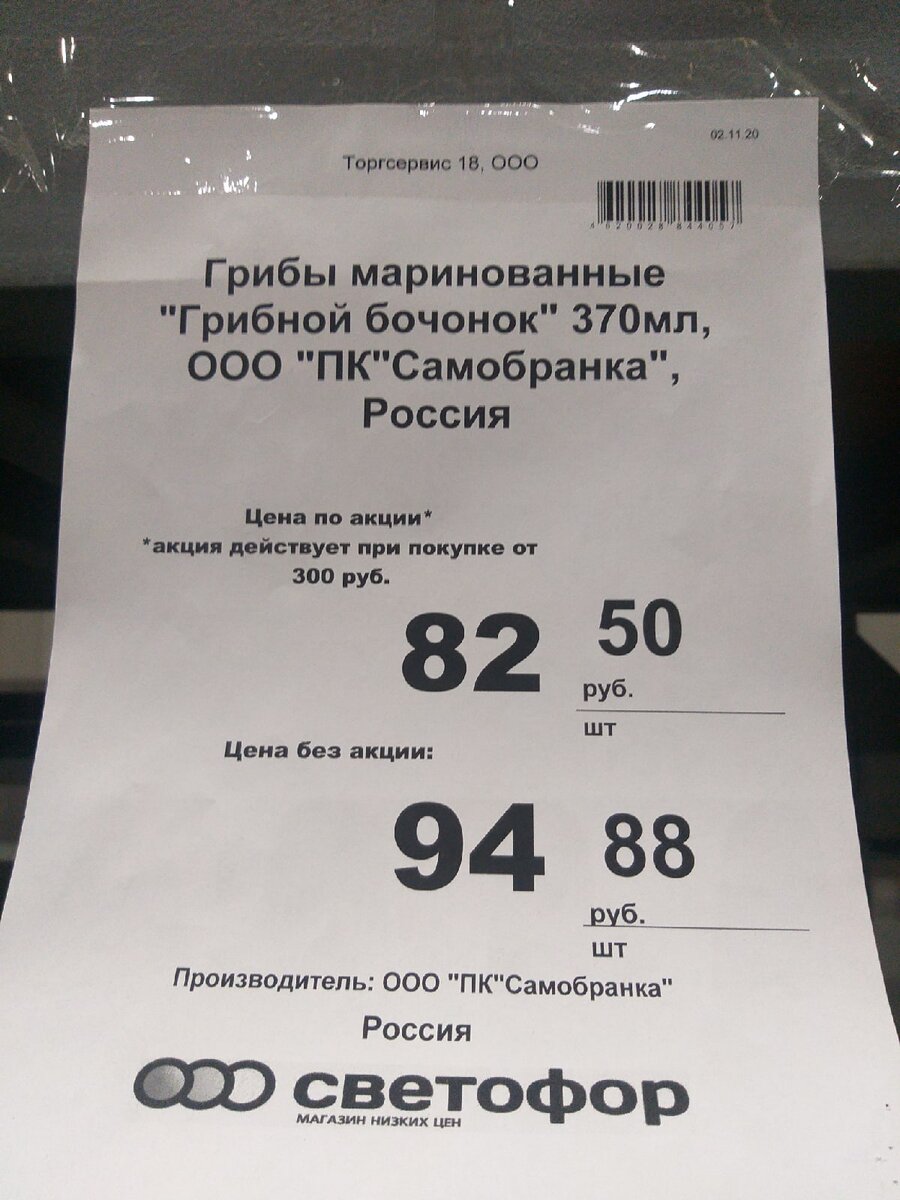 02.11.20
Торгсервис 18, ООО
4620028844057
Грибы маринованные
"Грибной бочонок" 370мл,
ООО "ПК"Самобранка",
Россия
Цена по акции*
*акция действует при покупке от
300 руб.
82 50
руб.
шт
Цена без акции:
94 88
руб.
шт
Производитель: ООО "ПК"Самобранка"
Россия
светофор
МАГАЗИН НИЗКИХ ЦЕН